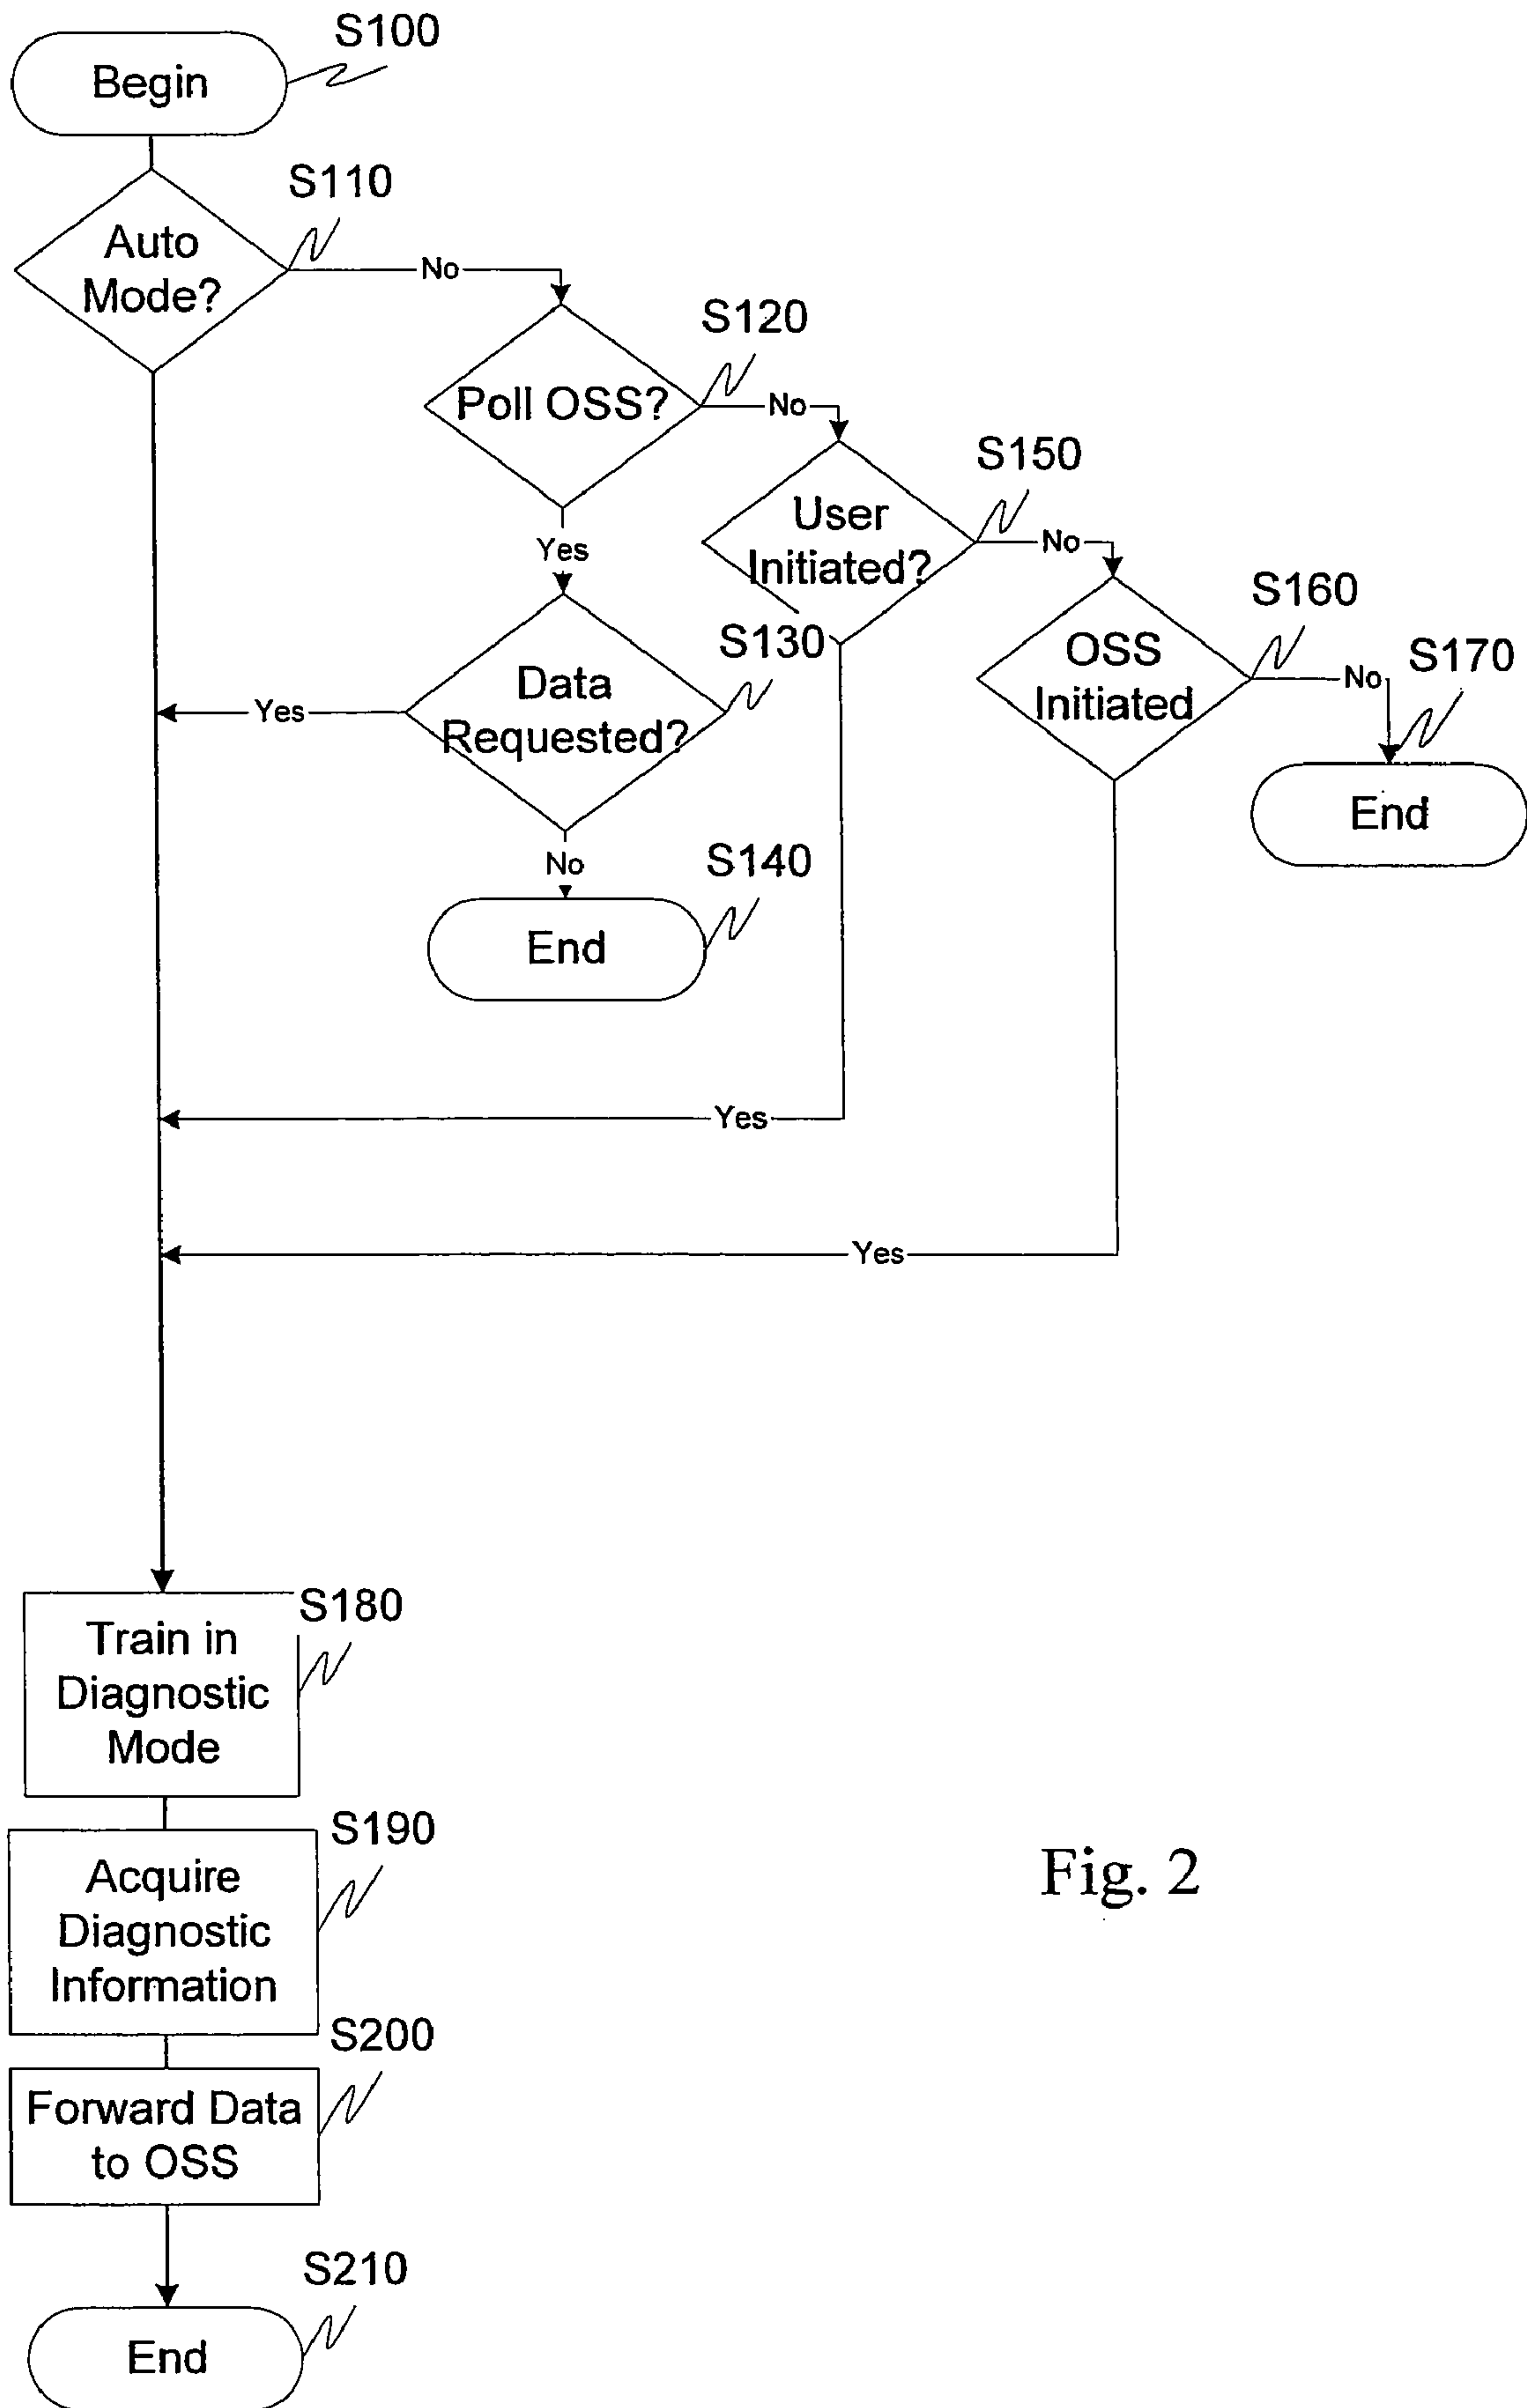 S100
Begin
S110
Auto
Mode?
No
S120
Poll OSS?
No
S150
User
Initiated?
No
Yes
S160
OSS
Initiated
No
S170
End
S130
Data
Requested?
Yes
No
S140
End
Yes
Yes
S180
Train in
Diagnostic
Mode
S190
Acquire
Diagnostic
Information
Fig. 2
S200
Forward Data
to OSS
S210
End